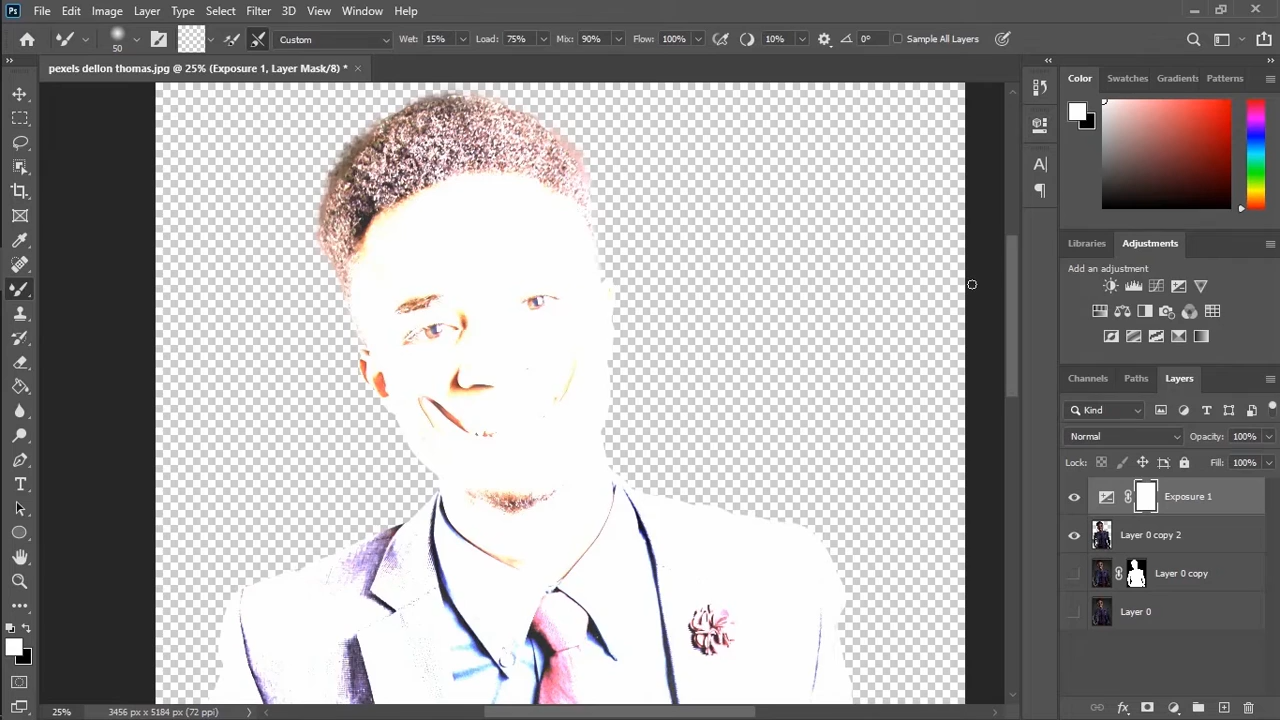 Ps File Edit Image Layer Type Select Filter 3D View Window Help
50 Custom Wet: 15% Load: 75% Mix: 90% Flow: 100% 10% 0° Sample All Layers
pexels dellon thomas.jpg @ 25% (Exposure 1, Layer Mask/8) *
Color Swatches Gradients Patterns
Libraries Adjustments
Add an adjustment
Channels Paths Layers
Kind
Normal Opacity: 100%
Lock: Fill: 100%
Exposure 1
Layer 0 copy 2
Layer 0 copy
Layer 0
25% 3456 px x 5184 px (72 ppi)